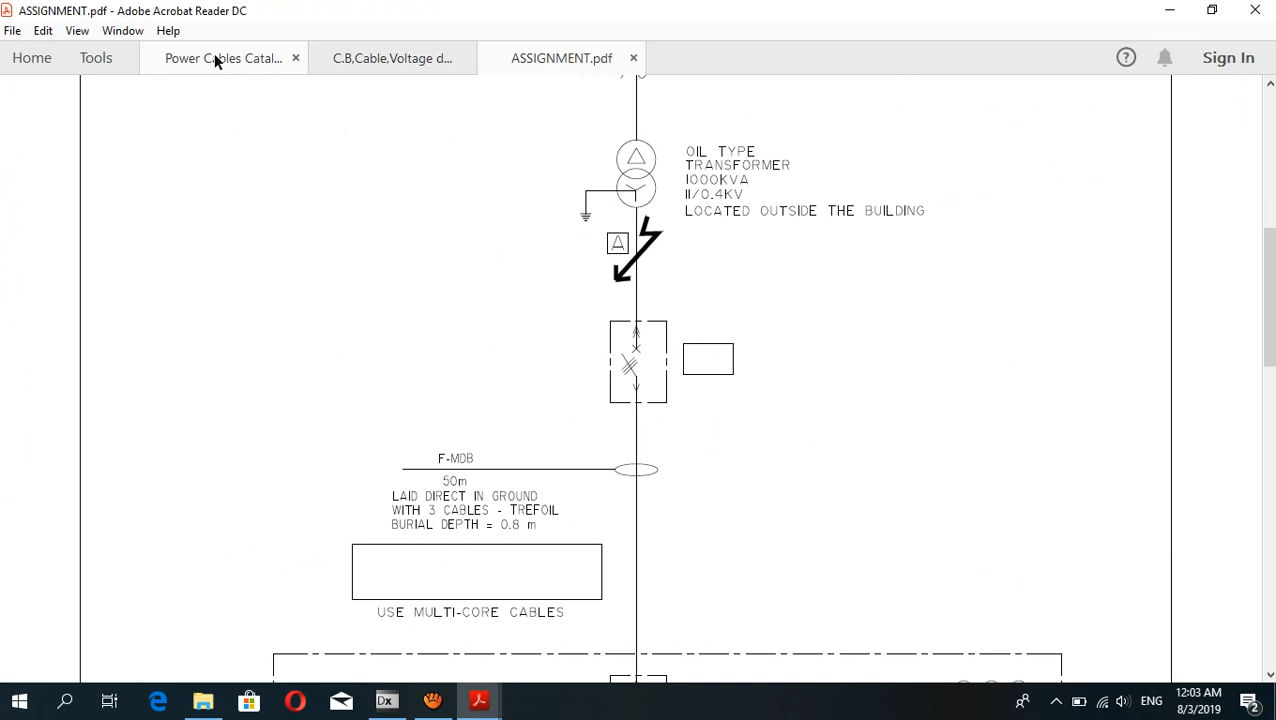 ASSIGNMENT.pdf - Adobe Acrobat Reader DC
File Edit View Window Help
Home Tools Power Cables Catal... × C.B,Cable,Voltage d... ASSIGNMENT.pdf × Sign In
OIL TYPE
TRANSFORMER
1000KVA
11/0.4KV
LOCATED OUTSIDE THE BUILDING
A
F-MDB
50m
LAID DIRECT IN GROUND
WITH 3 CABLES - TREFOIL
BURIAL DEPTH = 0.8 m
USE MULTI-CORE CABLES
Dx
ENG
12:03 AM
8/3/2019
2